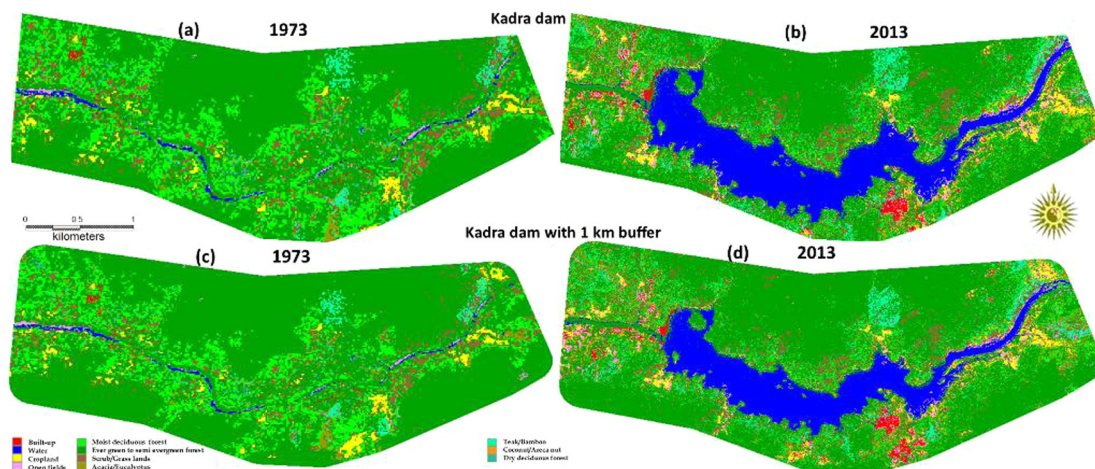 Kadra dam
(a) 1973
(b) 2013
0 0.5 1
kilometers
Kadra dam with 1 km buffer
(c) 1973
(d) 2013
Built-up
Water
Cropland
Open fields
Moist deciduous forest
Ever green to semi evergreen forest
Scrub/Grass lands
Acacia/Eucalyptus
Teak/Bamboo
Coconut/Areca nut
Dry deciduous forest